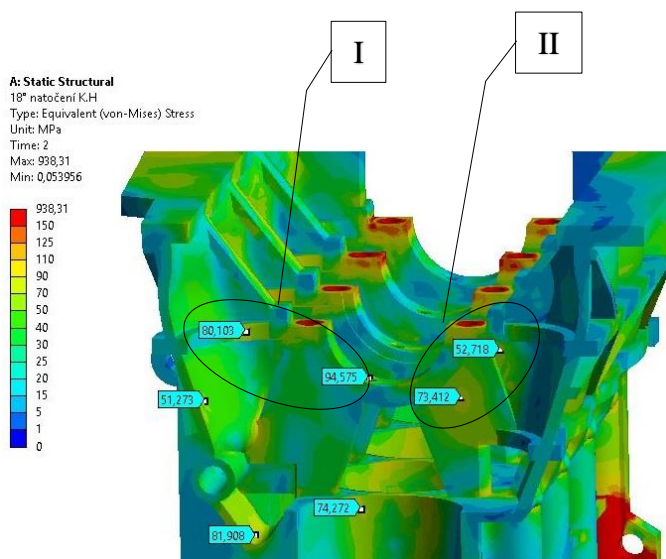 I
II
A: Static Structural
18° natočení K.H
Type: Equivalent (von-Mises) Stress
Unit: MPa
Time: 2
Max: 938,31
Min: 0,053956
938,31
150
125
110
90
70
50
40
30
25
20
15
5
1
0
80,103
52,718
94,575
73,412
51,273
74,272
81,908